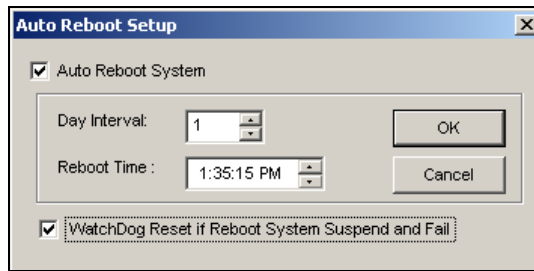 Auto Reboot Setup
Auto Reboot System
Day Interval: 1
OK
Reboot Time : 1:35:15 PM
Cancel
WatchDog Reset if Reboot System Suspend and Fail